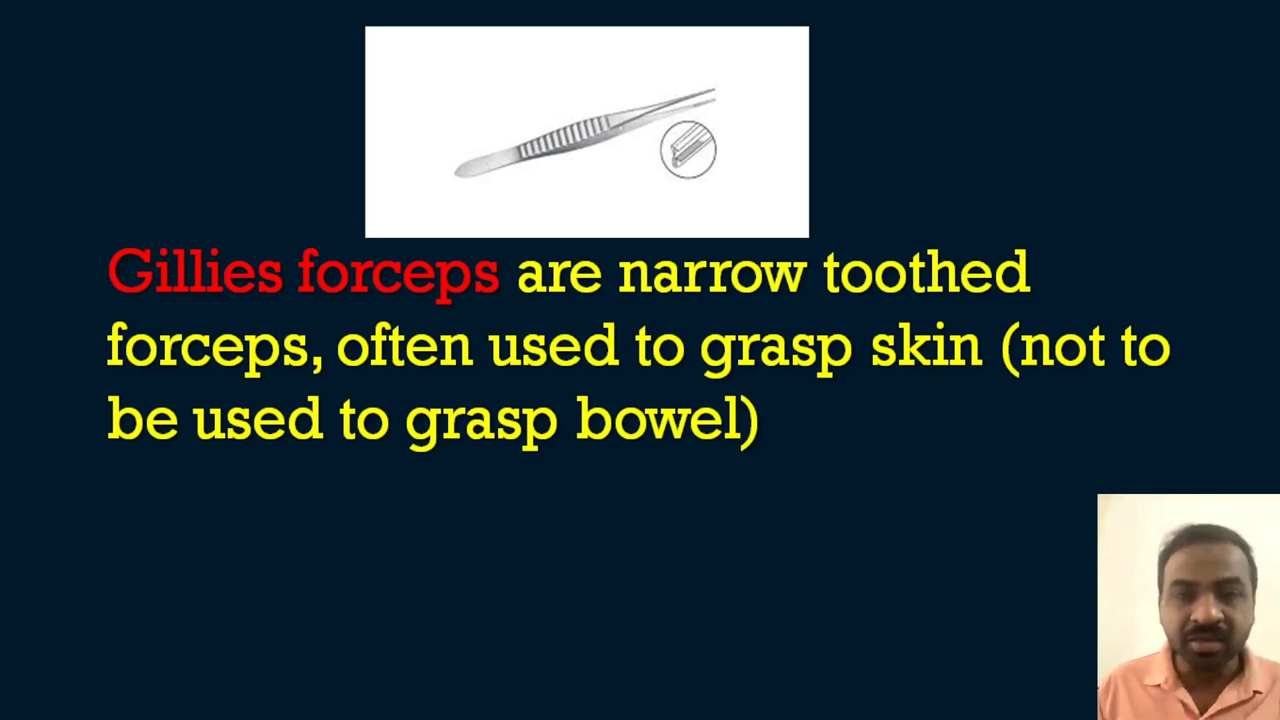 Gillies forceps are narrow toothed
forceps, often used to grasp skin (not to
be used to grasp bowel)